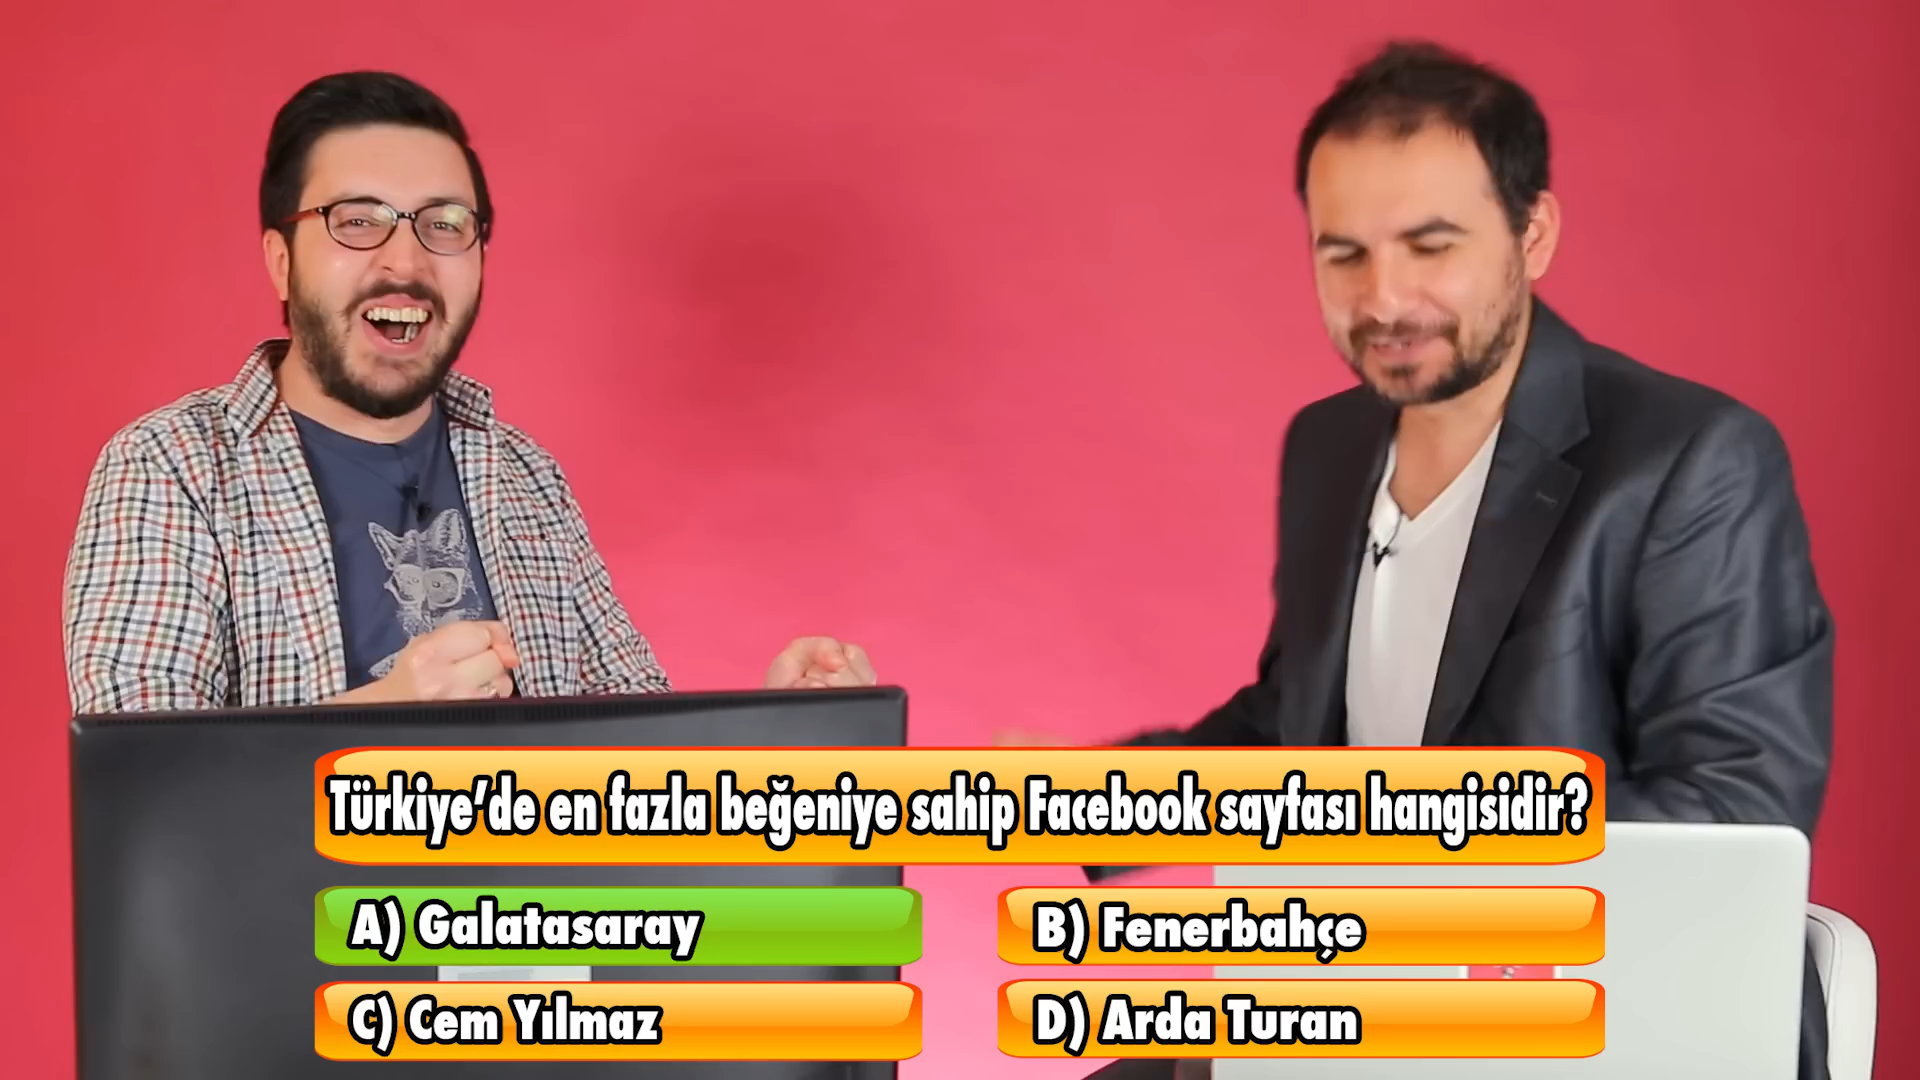 Türkiye'de en fazla beğeniye sahip Facebook sayfası hangisidir?
A) Galatasaray
B) Fenerbahçe
C) Cem Yılmaz
D) Arda Turan